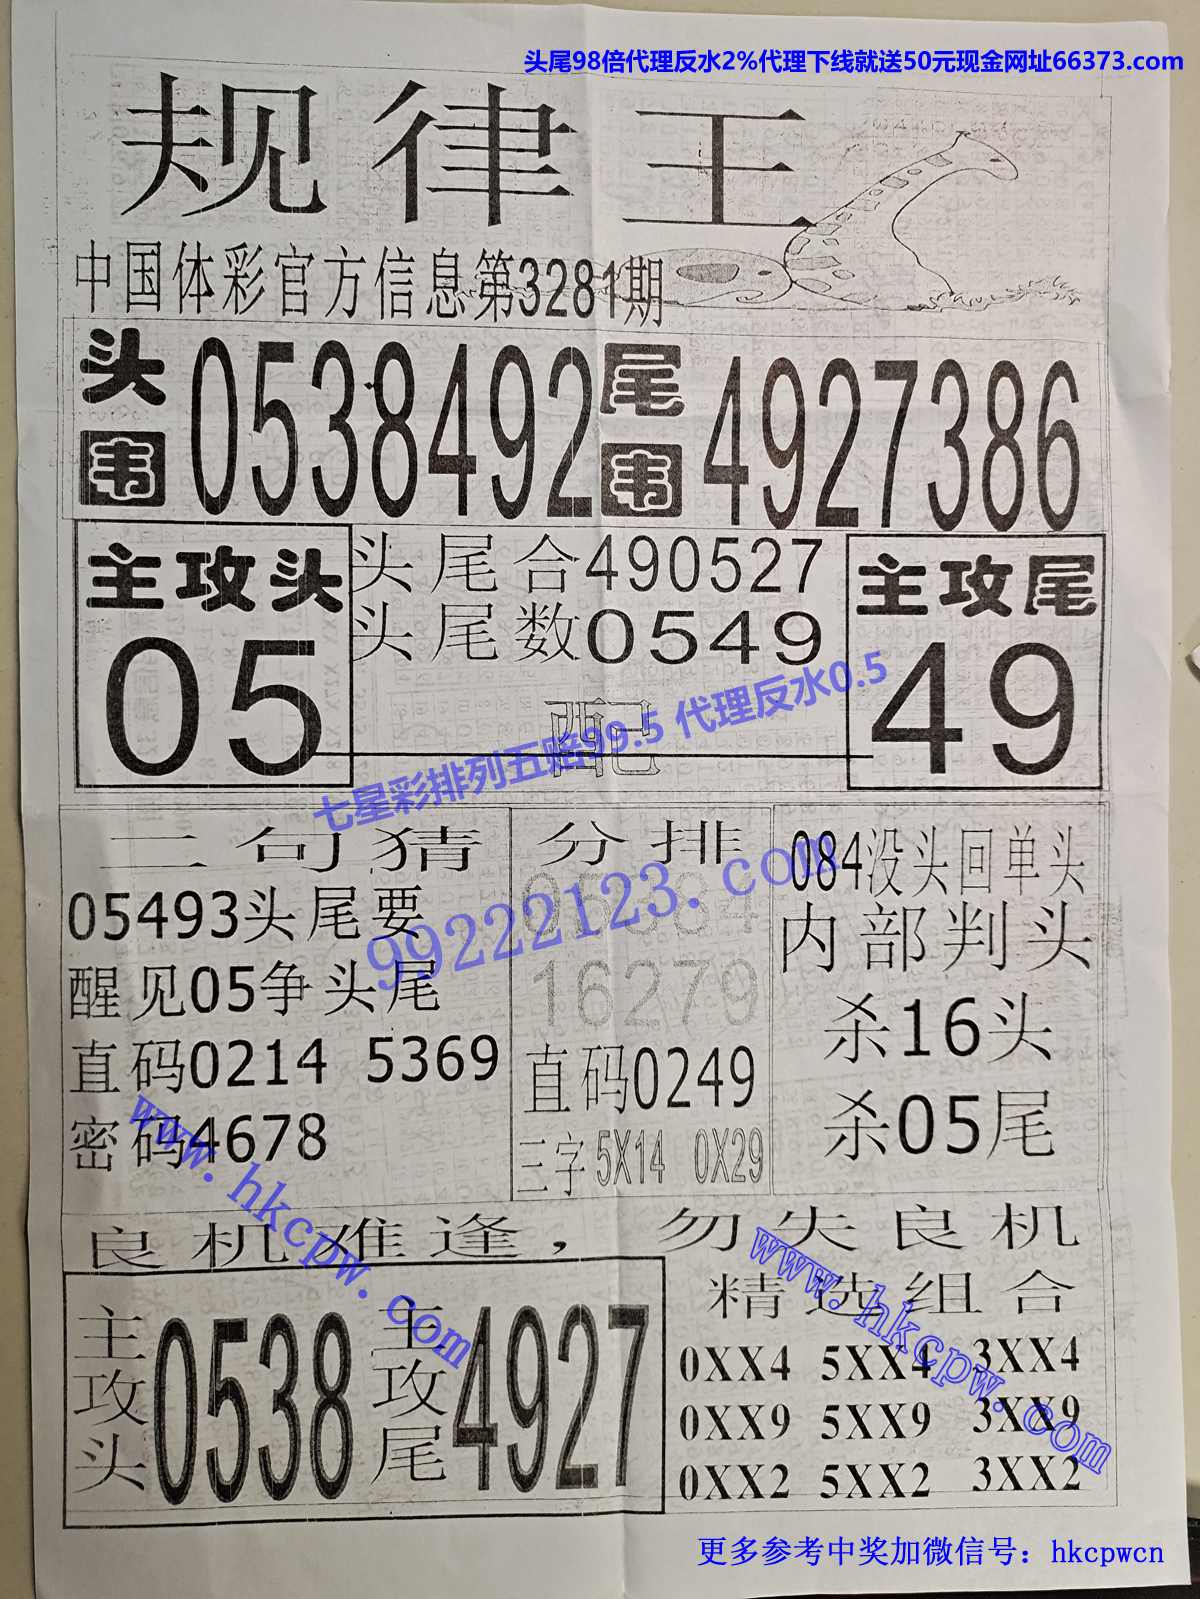 头尾98倍代理反水2%代理下线就送50元现金网址66373.com
规律王
中国体彩官方信息第3281期
头围 0538492 尾围 4927386
主攻头
05
头尾合490527
头尾数0549
配
主攻尾
49
七星彩排列五赔99.5 代理反水0.5
99222123.com
二句猜
05493头尾要
醒见05争头尾
直码0214 5369
密码4678
分排
05384
16279
直码0249
三字 5X14 0X29
084没头回单头
内部判头
杀16头
杀05尾
www.hkcpw.com
良机难逢，勿失良机
主攻头 0538 主攻尾 4927
精选组合
0XX4 5XX4 3XX4
0XX9 5XX9 3XX9
0XX2 5XX2 3XX2
www.hkcpw.com
更多参考中奖加微信号：hkcpwcn